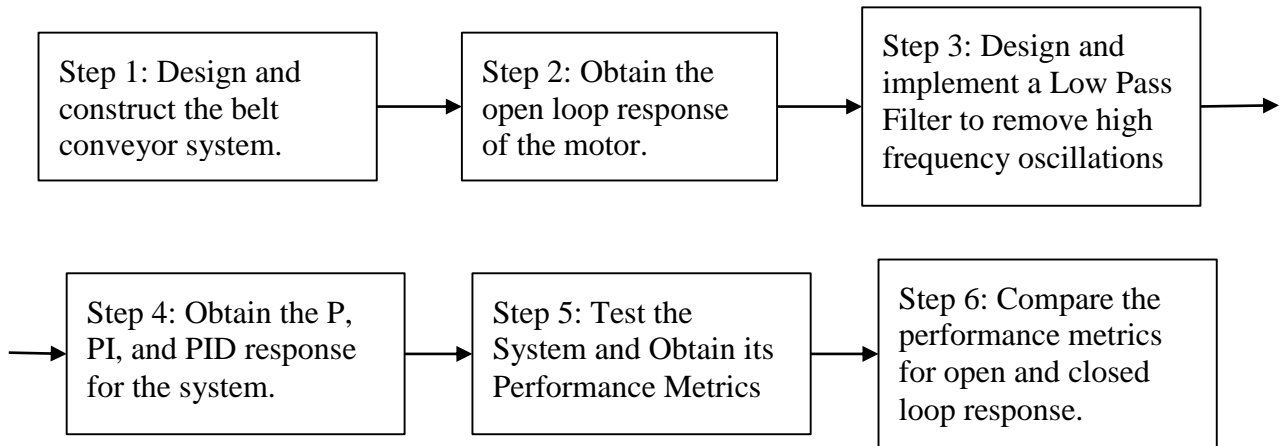 Step 1: Design and
construct the belt
conveyor system.
Step 2: Obtain the
open loop response
of the motor.
Step 3: Design and
implement a Low Pass
Filter to remove high
frequency oscillations
Step 4: Obtain the P,
PI, and PID response
for the system.
Step 5: Test the
System and Obtain its
Performance Metrics
Step 6: Compare the
performance metrics
for open and closed
loop response.